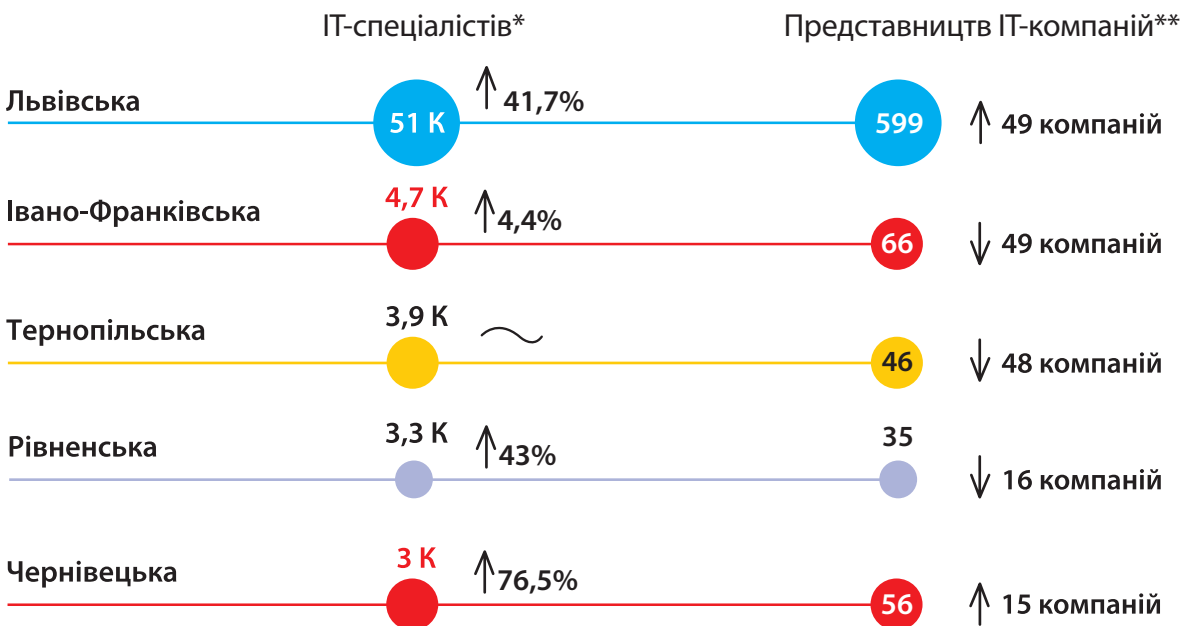 ІТ-спеціалістів* Представництв ІТ-компаній**
Львівська 51 К ↑ 41,7% 599 ↑ 49 компаній
Івано-Франківська 4,7 К ↑ 4,4% 66 ↓ 49 компаній
Тернопільська 3,9 К 46 ↓ 48 компаній
Рівненська 3,3 К ↑ 43% 35 ↓ 16 компаній
Чернівецька 3 К ↑ 76,5% 56 ↑ 15 компаній